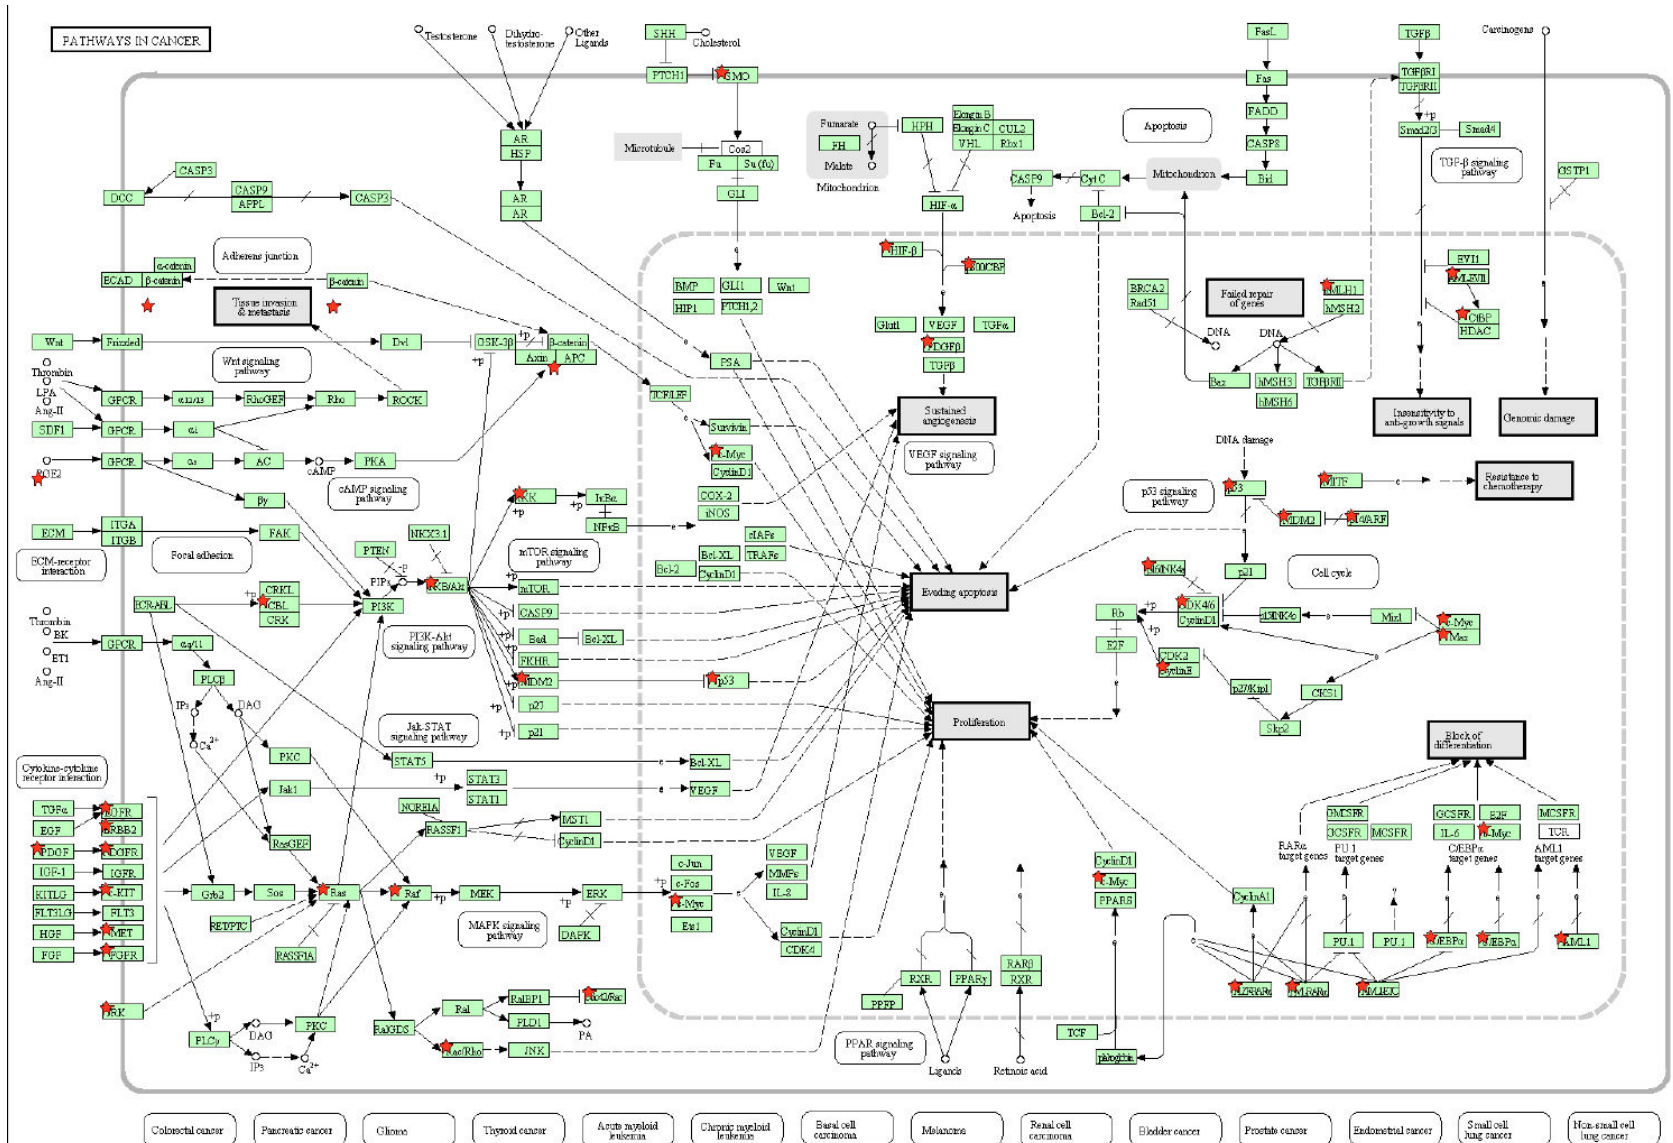 PATHWAYS IN CANCER
Testosterone
Dihydro-
testosterone
Other
Ligands
SHH
Cholesterol
PTCH1
SMO
Microtubule
Cos2
Fu
Su (fu)
GLI
AR
HSP
AR
AR
Fumarate
FH
Malate
Mitochondrion
HPH
Elongin B
Elongin C
CUL2
VHL
Rbx1
HIF-α
Apoptosis
FasL
Fas
FADD
CASP8
Bid
Mitochondrion
Cyt C
CASP9
Apoptosis
Bcl-2
TGFβ
TGFβRI
TGFβRII
+p
Smad2/3
Smad4
TGF-β signaling
pathway
Carcinogens
GSTP1
DCC
CASP3
CASP9
APPL
CASP3
Adherens junction
α-catenin
ECAD
β-catenin
β-catenin
Tissue invasion
& metastasis
Wnt
Frizzled
Dvl
GSK-3β
+p
β-catenin
Axin
APC
+p
Wnt signaling
pathway
Thrombin
LPA
Ang-II
GPCR
α12/13
RhoGEF
Rho
ROCK
SDF1
GPCR
αi
PGE2
GPCR
αs
AC
cAMP
PKA
cAMP signaling
pathway
βγ
ECM
ITGA
ITGB
FAK
ECM-receptor
interaction
Focal adhesion
PTEN
NKX3.1
PIP3
-p
PKB/Akt
PI3K
BCR-ABL
+p
CRKL
CBL
CRK
PI3K-Akt
signaling pathway
Thrombin
BK
ET1
Ang-II
GPCR
αq/11
PLCβ
IP3
DAG
Ca2+
PKC
Jak-STAT
signaling pathway
STAT5
Jak1
+p
STAT3
STAT1
Cytokine-cytokine
receptor interaction
TGFα
EGFR
EGF
ERBB2
PDGF
PDGFR
IGF-1
IGFR
KITLG
c-KIT
FLT3LG
FLT3
HGF
MET
FGF
FGFR
TRK
RasGEF
Grb2
Sos
Ras
Raf
+p
MEK
+p
ERK
+p
RET/PTC
RASSF1A
NORE1A
RASSF1
MST1
CyclinD1
MAPK signaling
pathway
DAPK
+p
PLCγ
DAG
IP3
Ca2+
PKC
RalGDS
Ral
RalBP1
Cdc42/Rac
PLD1
PA
Rac/Rho
JNK
IKK
+p
IκBα
+p
NFκB
mTOR signaling
pathway
+p
mTOR
CASP9
Bad
Bcl-XL
FKHR
MDM2
p53
p27
p21
BMP
GLI1
Wnt
HIP1
PTCH1,2
PSA
TCF/LEF
Survivin
c-Myc
CyclinD1
COX-2
iNOS
cIAPs
Bcl-XL
TRAFs
Bcl-2
CyclinD1
Bcl-XL
VEGF
c-Jun
c-Fos
c-Myc
Ets1
VEGF
MMPs
IL-8
CyclinD1
CDK4
HIF-β
p300CBP
Glut1
VEGF
TGFα
PDGFβ
TGFβ
Sustained
angiogenesis
VEGF signaling
pathway
Evading apoptosis
Proliferation
BRCA2
Rad51
DNA
Failed repair
of genes
DNA
hMLH1
hMSH2
Bax
hMSH3
TGFβRII
hMSH6
EVI1
AML-EVI1
CtBP
HDAC
Insensitivity to
anti-growth signals
Genomic damage
DNA damage
p53 signaling
pathway
p53
MDM2
p14/ARF
MITF
Resistance to
chemotherapy
p21
Cell cycle
p16/INK4a
CDK4/6
CyclinD1
Rb
+p
E2F
p15/INK4b
Miz1
c-Myc
Max
CDK2
CyclinE
+p
p27/Kip1
CKS1
Skp2
Block of
differentiation
GMCSFR
GCSFR
MCSFR
GCSFR
E2F
IL-6
c-Myc
MCSFR
TCR
RARα
target genes
PU.1
target genes
C/EBPα
target genes
AML1
target genes
CyclinA1
PU.1
PU.1
C/EBPα
C/EBPα
AML1
PLZF-RARα
PML-RARα
AML1-ETO
CyclinD1
c-Myc
PPARδ
RXR
PPARγ
RARβ
RXR
PPFP
PPAR signaling
pathway
Ligands
Retinoic acid
TCF
γ-catenin
Colorectal cancer
Pancreatic cancer
Glioma
Thyroid cancer
Acute myeloid
leukemia
Chronic myeloid
leukemia
Basal cell
carcinoma
Melanoma
Renal cell
carcinoma
Bladder cancer
Prostate cancer
Endometrial cancer
Small cell
lung cancer
Non-small cell
lung cancer